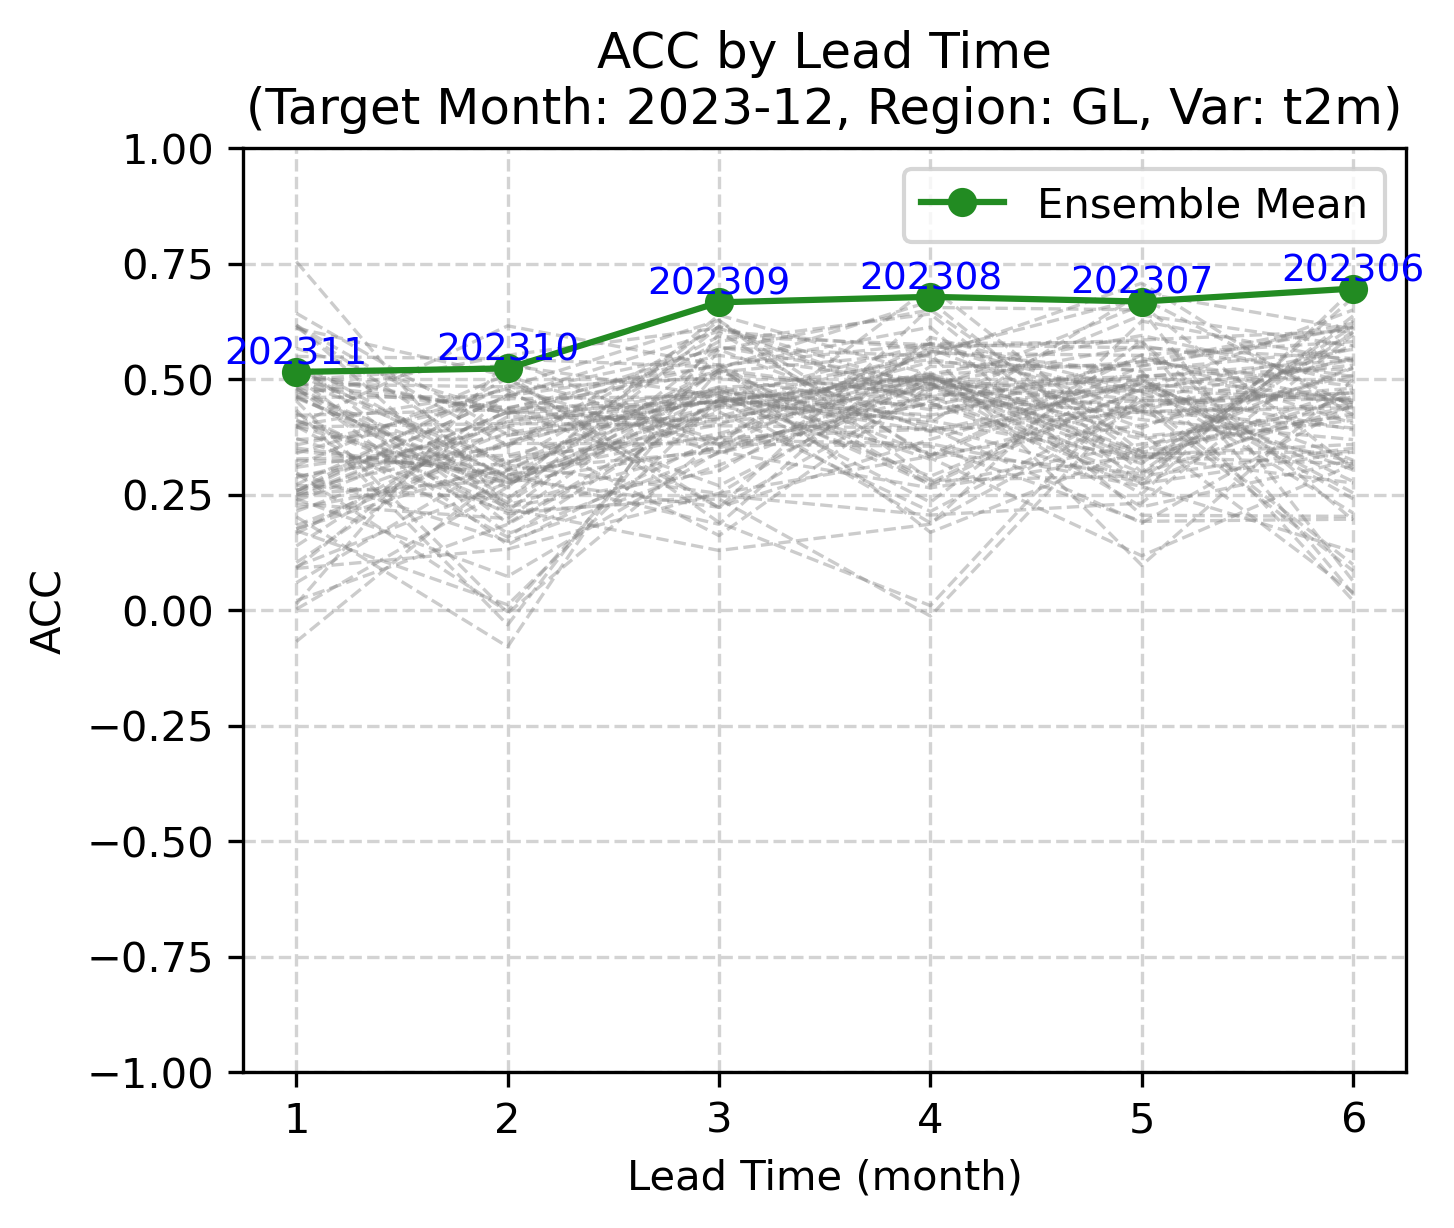 ACC by Lead Time
(Target Month: 2023-12, Region: GL, Var: t2m)
Ensemble Mean
1.00
0.75
0.50
0.25
0.00
−0.25
−0.50
−0.75
−1.00
ACC
202311
202310
202309
202308
202307
202306
1 2 3 4 5 6
Lead Time (month)